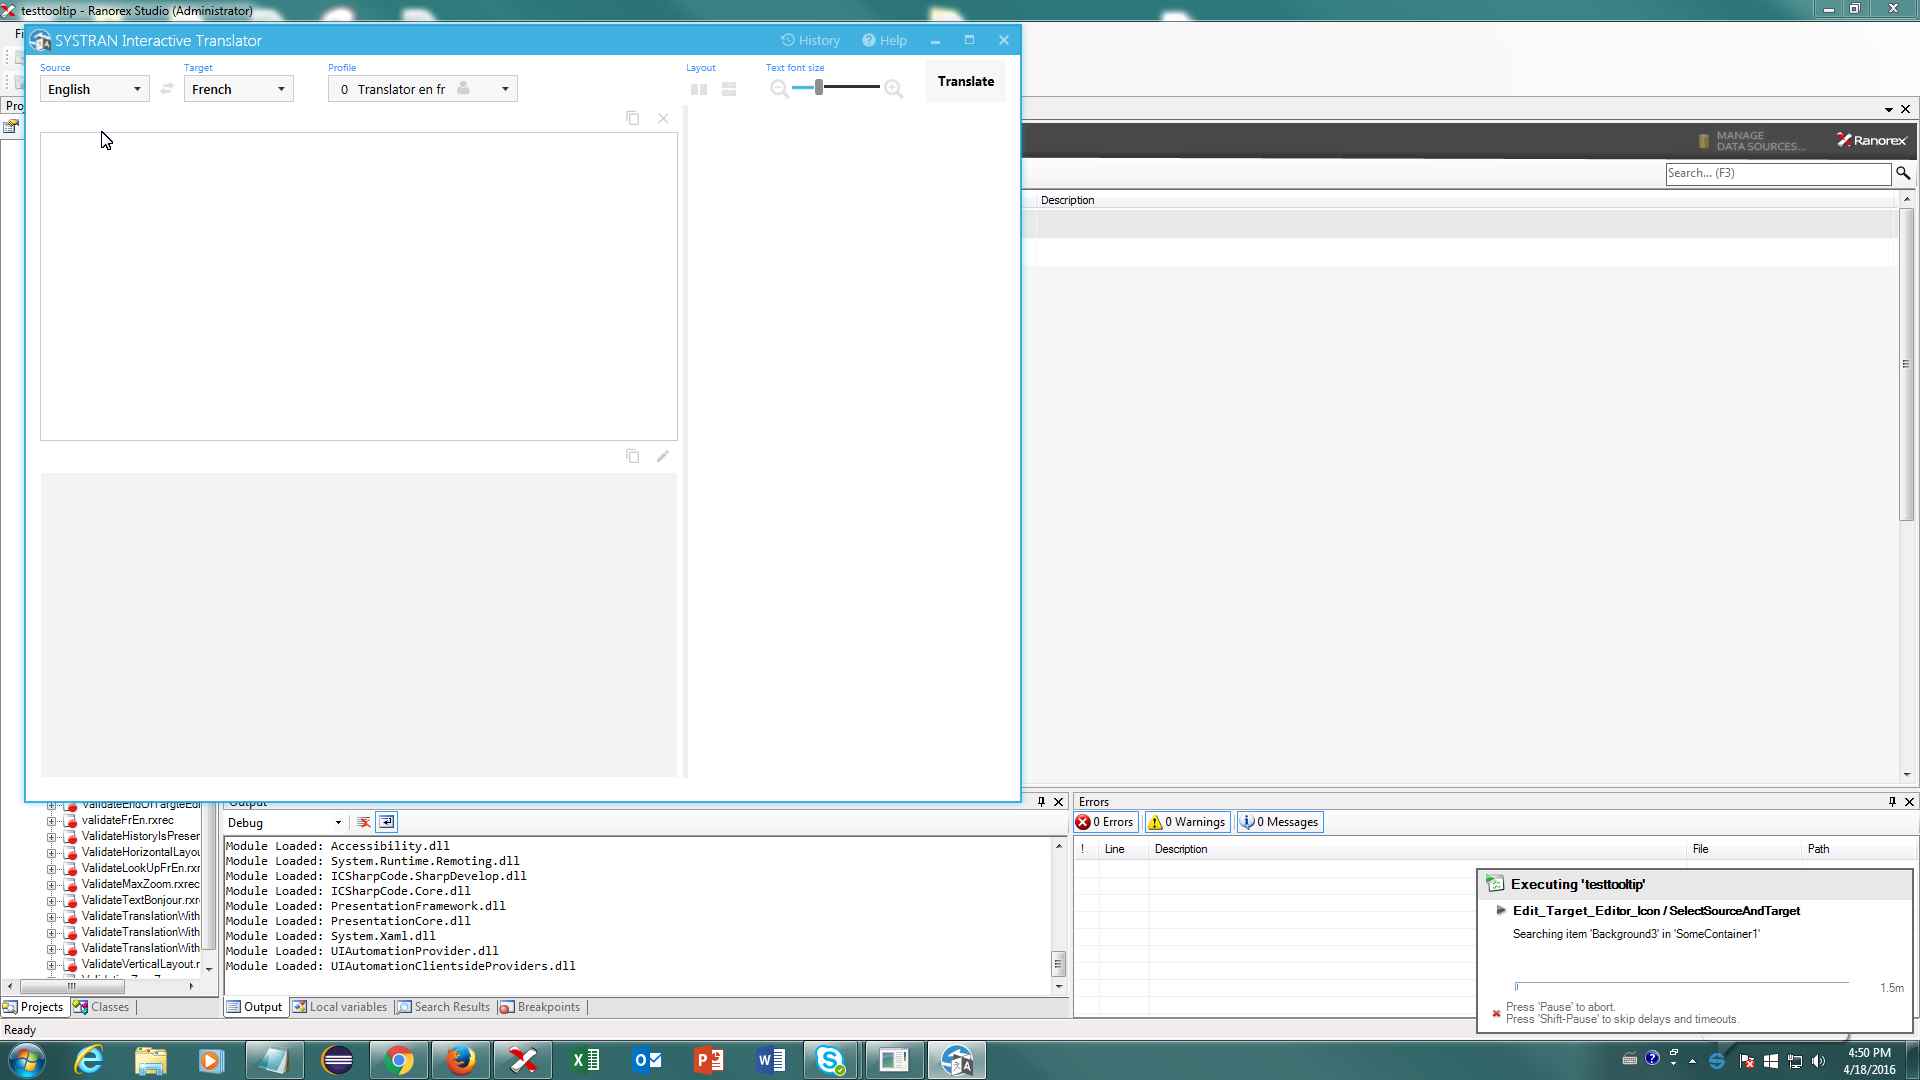 testtooltip - Ranorex Studio (Administrator)
SYSTRAN Interactive Translator
History
Help
Source
Target
Profile
Layout
Text font size
English
French
0 Translator en fr
Translate
MANAGE
DATA SOURCES...
Ranorex
Search... (F3)
Description
validateFrEn.rxrec
ValidateHistoryIsPreser
ValidateHorizontalLayou
ValidateLookUpFrEn.rxr
ValidateMaxZoom.rxrec
ValidateTextBonjour.rxr
ValidateTranslationWith
ValidateTranslationWith
ValidateTranslationWith
ValidateVerticalLayout.r
Projects
Classes
Output
Debug
Module Loaded: Accessibility.dll
Module Loaded: System.Runtime.Remoting.dll
Module Loaded: ICSharpCode.SharpDevelop.dll
Module Loaded: ICSharpCode.Core.dll
Module Loaded: PresentationFramework.dll
Module Loaded: PresentationCore.dll
Module Loaded: System.Xaml.dll
Module Loaded: UIAutomationProvider.dll
Module Loaded: UIAutomationClientsideProviders.dll
Output
Local variables
Search Results
Breakpoints
Errors
0 Errors
0 Warnings
0 Messages
! Line Description File Path
Executing 'testtooltip'
Edit_Target_Editor_Icon / SelectSourceAndTarget
Searching item 'Background3' in 'SomeContainer1'
1.5m
Press 'Pause' to abort.
Press 'Shift-Pause' to skip delays and timeouts.
Ready
4:50 PM
4/18/2016